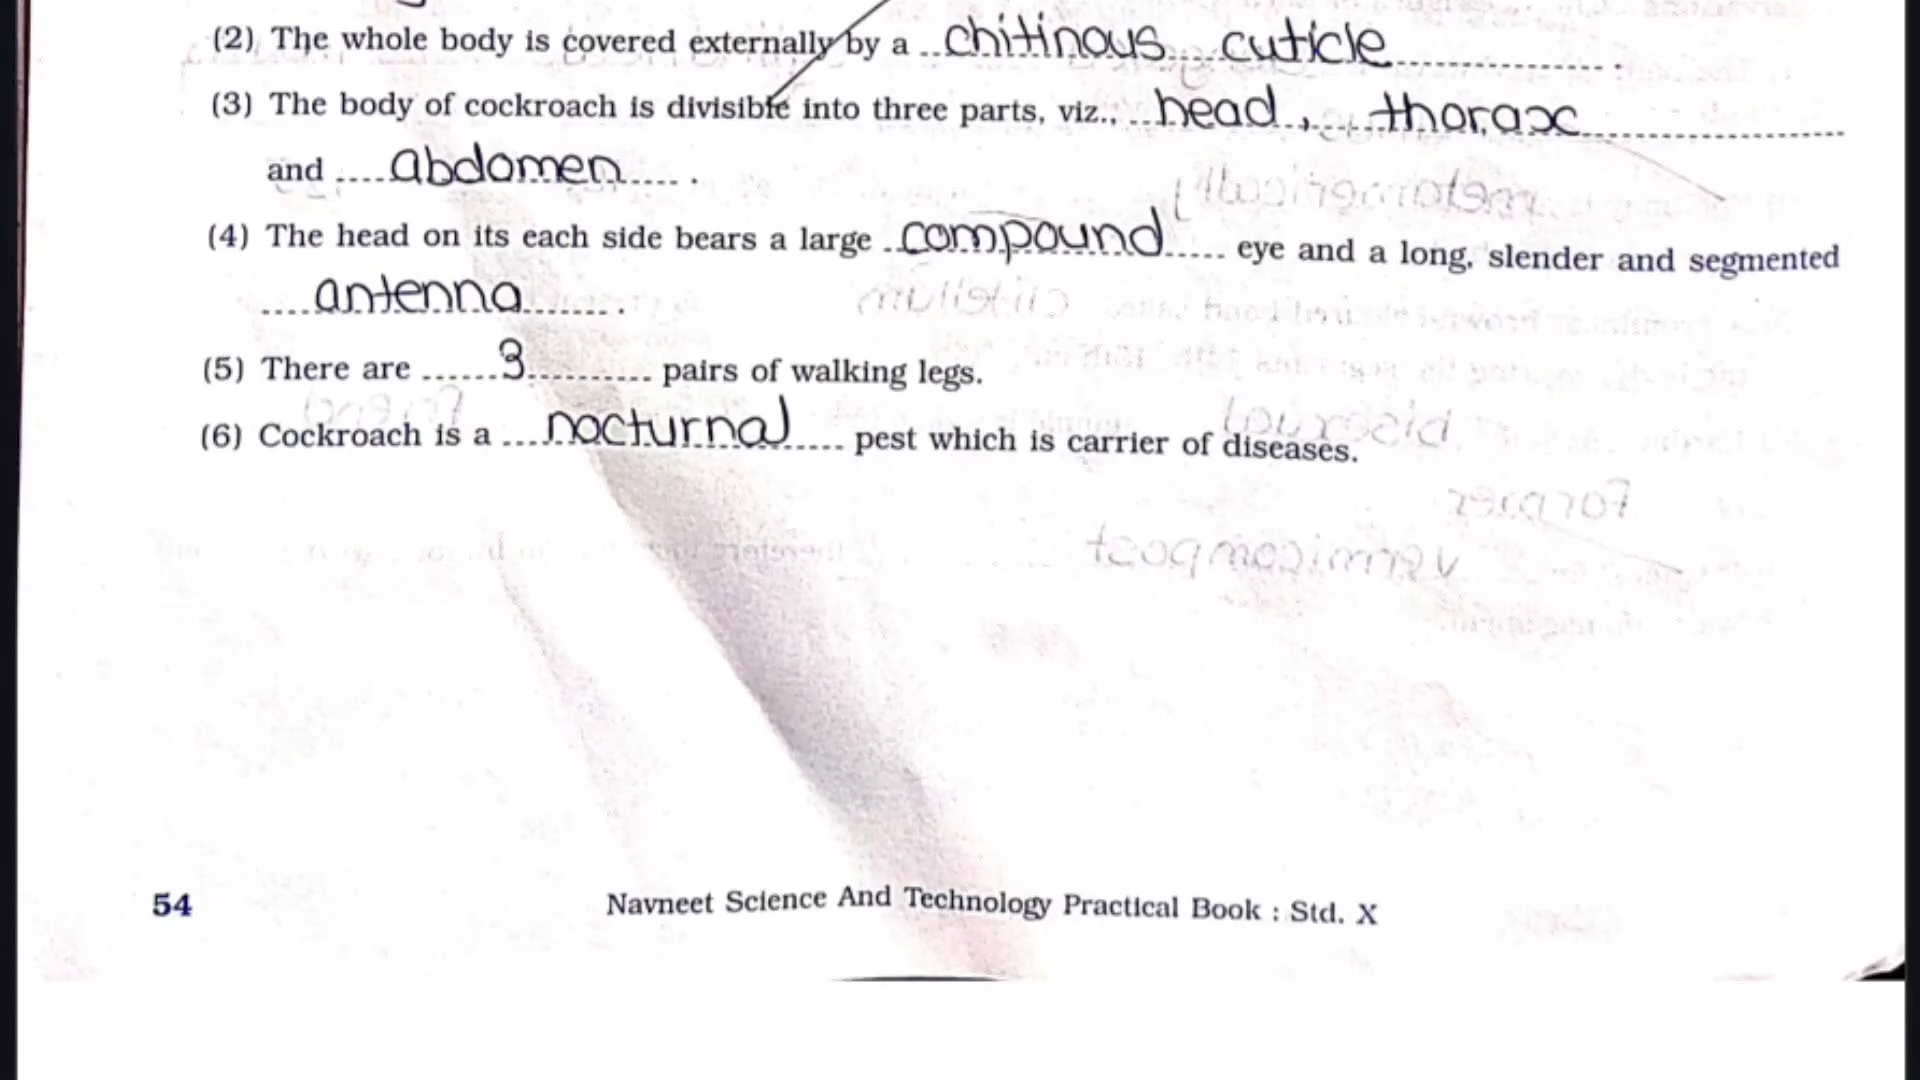 (2) The whole body is covered externally by a chitinous cuticle.
(3) The body of cockroach is divisible into three parts, viz., head, thorax
and abdomen.
(4) The head on its each side bears a large compound eye and a long, slender and segmented
antenna.
(5) There are 3 pairs of walking legs.
(6) Cockroach is a nocturnal pest which is carrier of diseases.
54 Navneet Science And Technology Practical Book : Std. X